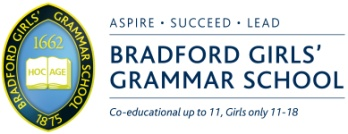 ASPIRE • SUCCEED • LEAD
BRADFORD GIRLS'
GRAMMAR SCHOOL
Co-educational up to 11, Girls only 11-18
BRADFORD GIRLS' GRAMMAR SCHOOL
1662
HOC AGE
1875